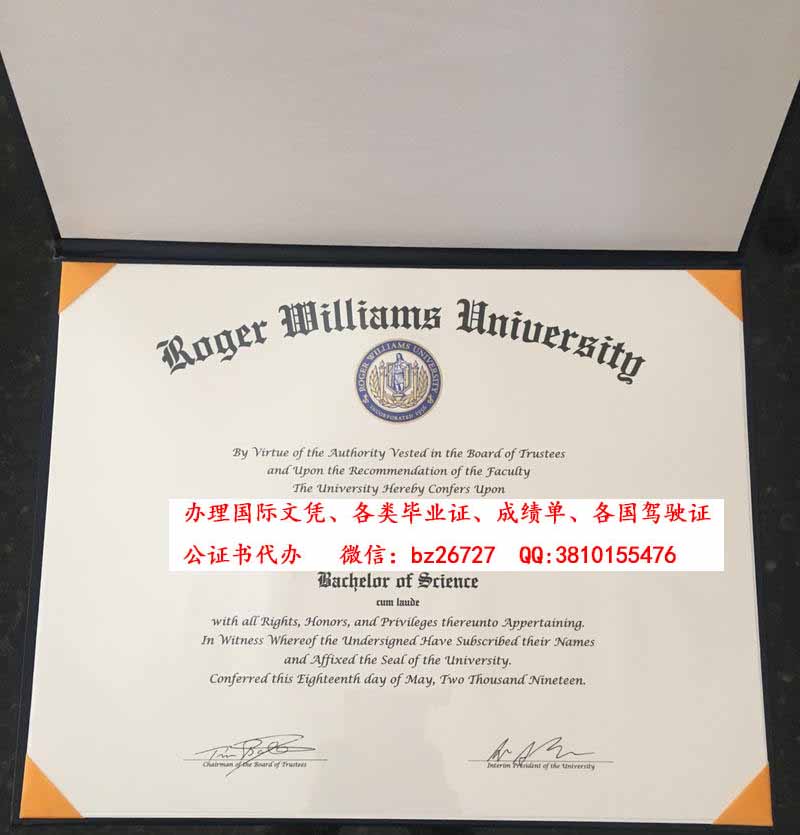 Roger Williams University
ROGER WILLIAMS UNIVERSITY
INCORPORATED 1956
By Virtue of the Authority Vested in the Board of Trustees
and Upon the Recommendation of the Faculty
The University Hereby Confers Upon
办理国际文凭、各类毕业证、成绩单、各国驾驶证
公证书代办 微信：bz26727 QQ:3810155476
Bachelor of Science
cum laude
with all Rights, Honors, and Privileges thereunto Appertaining.
In Witness Whereof the Undersigned Have Subscribed their Names
and Affixed the Seal of the University.
Conferred this Eighteenth day of May, Two Thousand Nineteen.
Chairman of the Board of Trustees
Interim President of the University